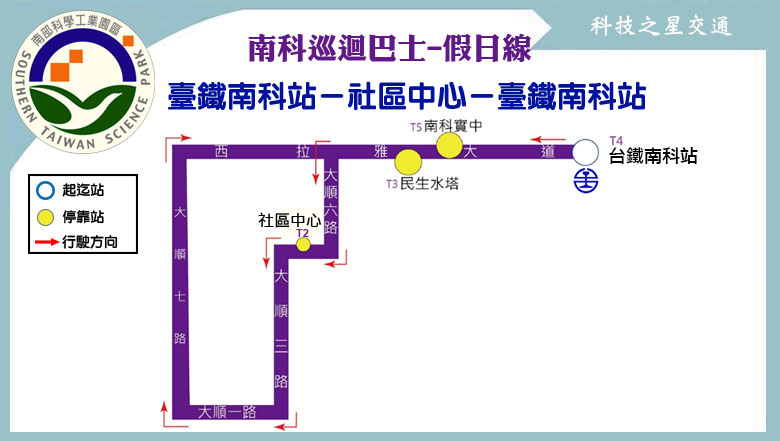 科技之星交通
南部科學工業園區
SOUTHERN TAIWAN SCIENCE PARK
南科巡迴巴士-假日線
臺鐵南科站－社區中心－臺鐵南科站
T5南科實中
T4
台鐵南科站
西拉雅大道
T3民生水塔
起迄站
停靠站
行駛方向
大順六路
社區中心
T2
大順七路
大順三路
大順一路